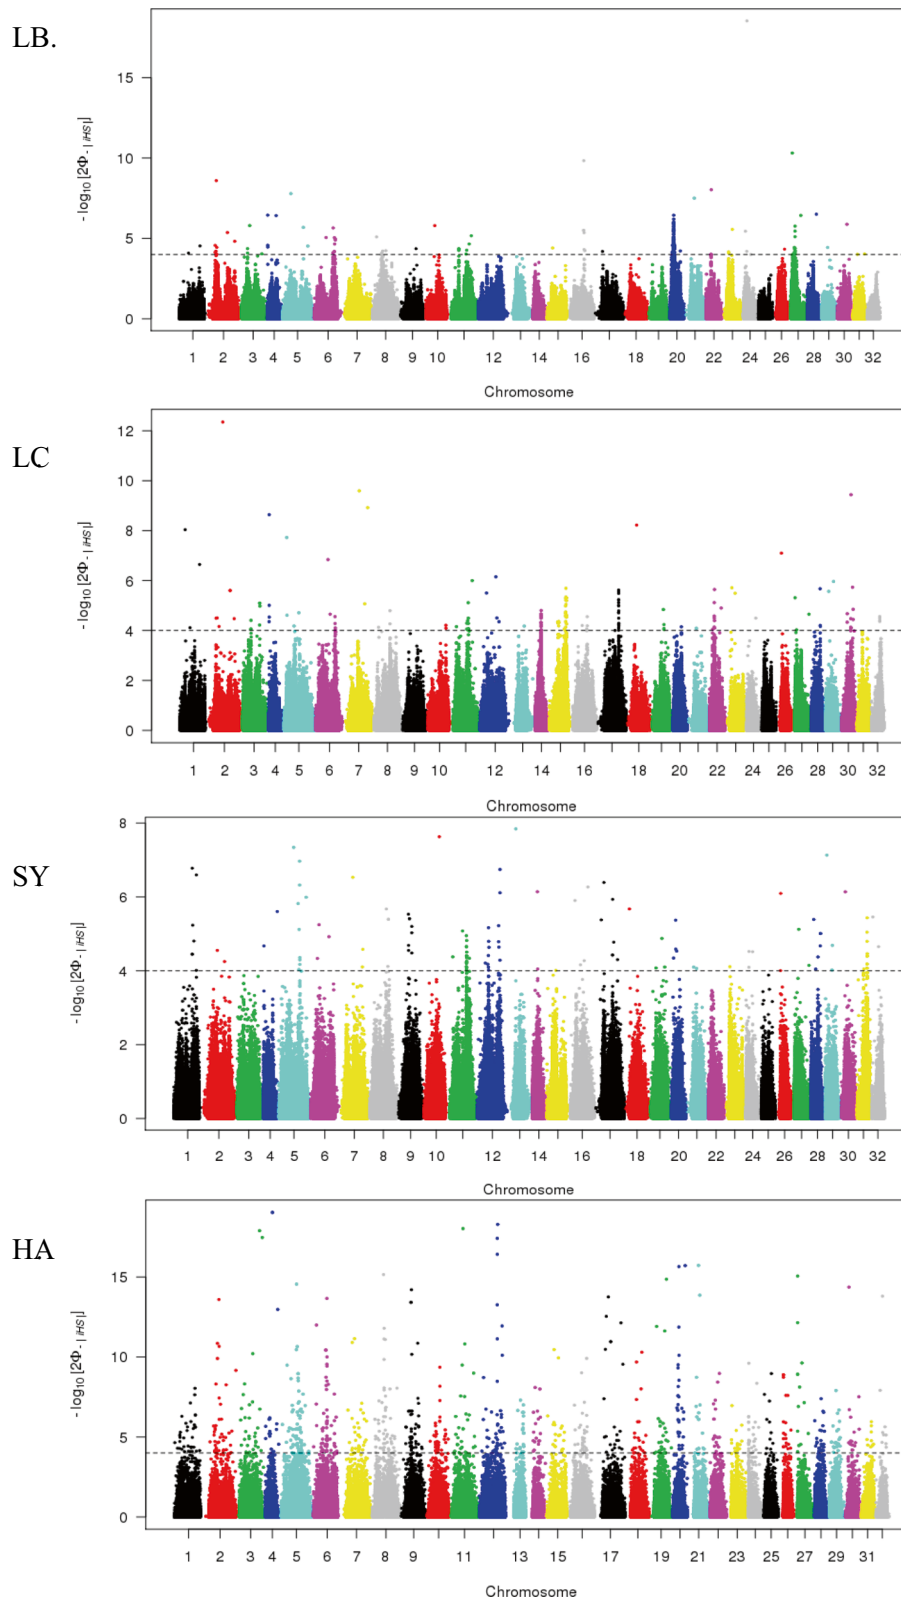 LB.
- log₁₀ [2Φ₋|iHS|]
15
10
5
0
1 2 3 4 5 6 7 8 9 10 12 14 16 18 20 22 24 26 28 30 32
Chromosome
LC
- log₁₀ [2Φ₋|iHS|]
12
10
8
6
4
2
0
1 2 3 4 5 6 7 8 9 10 12 14 16 18 20 22 24 26 28 30 32
Chromosome
SY
- log₁₀ [2Φ₋|iHS|]
8
6
4
2
0
1 2 3 4 5 6 7 8 9 10 12 14 16 18 20 22 24 26 28 30 32
Chromosome
HA
- log₁₀ [2Φ₋|iHS|]
15
10
5
0
1 2 3 4 5 6 7 8 9 11 13 15 17 19 21 23 25 27 29 31
Chromosome